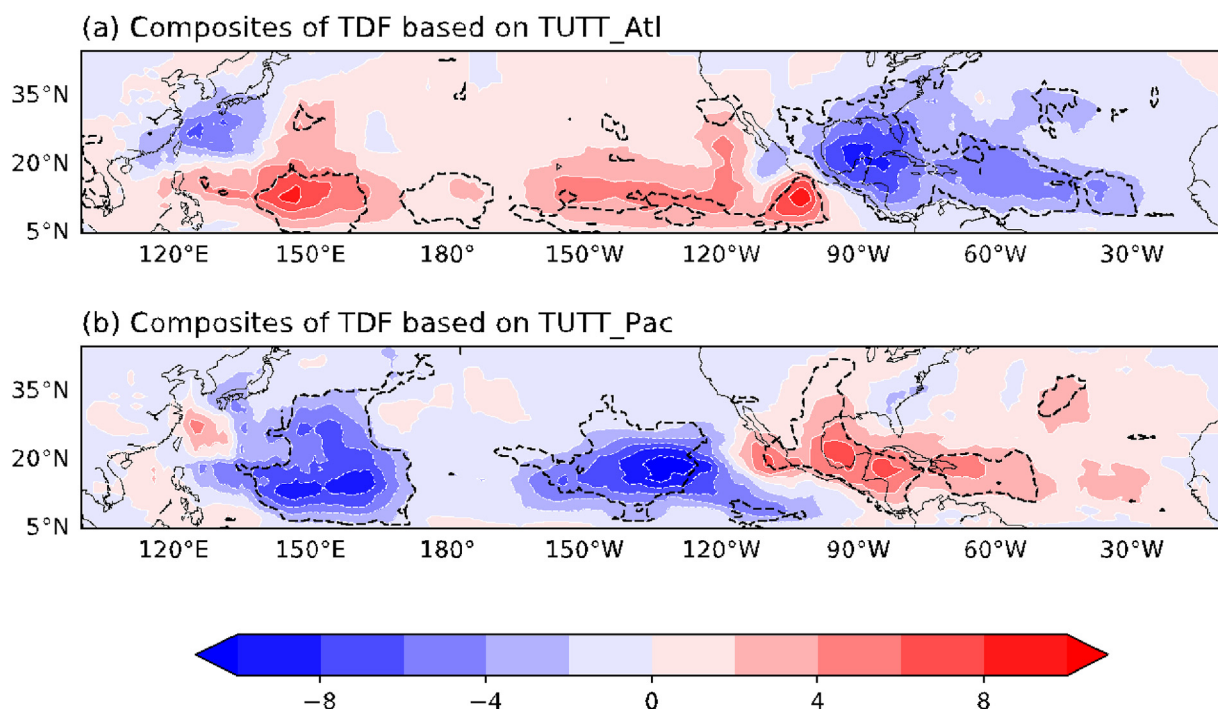 (a) Composites of TDF based on TUTT_Atl
35°N
20°N
5°N
120°E 150°E 180° 150°W 120°W 90°W 60°W 30°W
(b) Composites of TDF based on TUTT_Pac
35°N
20°N
5°N
120°E 150°E 180° 150°W 120°W 90°W 60°W 30°W
−8 −4 0 4 8